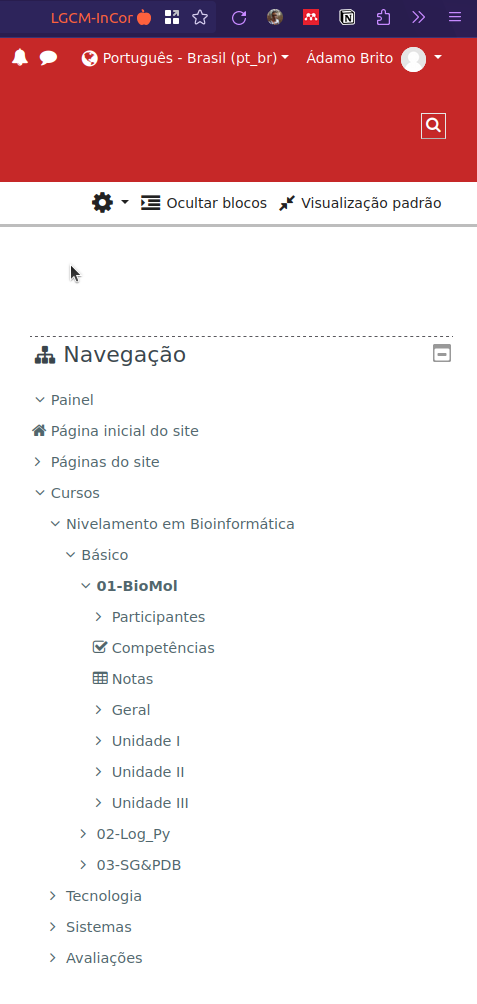 LGCM-InCor
Português - Brasil (pt_br) Ádamo Brito
Ocultar blocos Visualização padrão
Navegação
Painel
Página inicial do site
Páginas do site
Cursos
Nivelamento em Bioinformática
Básico
01-BioMol
Participantes
Competências
Notas
Geral
Unidade I
Unidade II
Unidade III
02-Log_Py
03-SG&PDB
Tecnologia
Sistemas
Avaliações